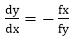 dy/dx = − fx/fy